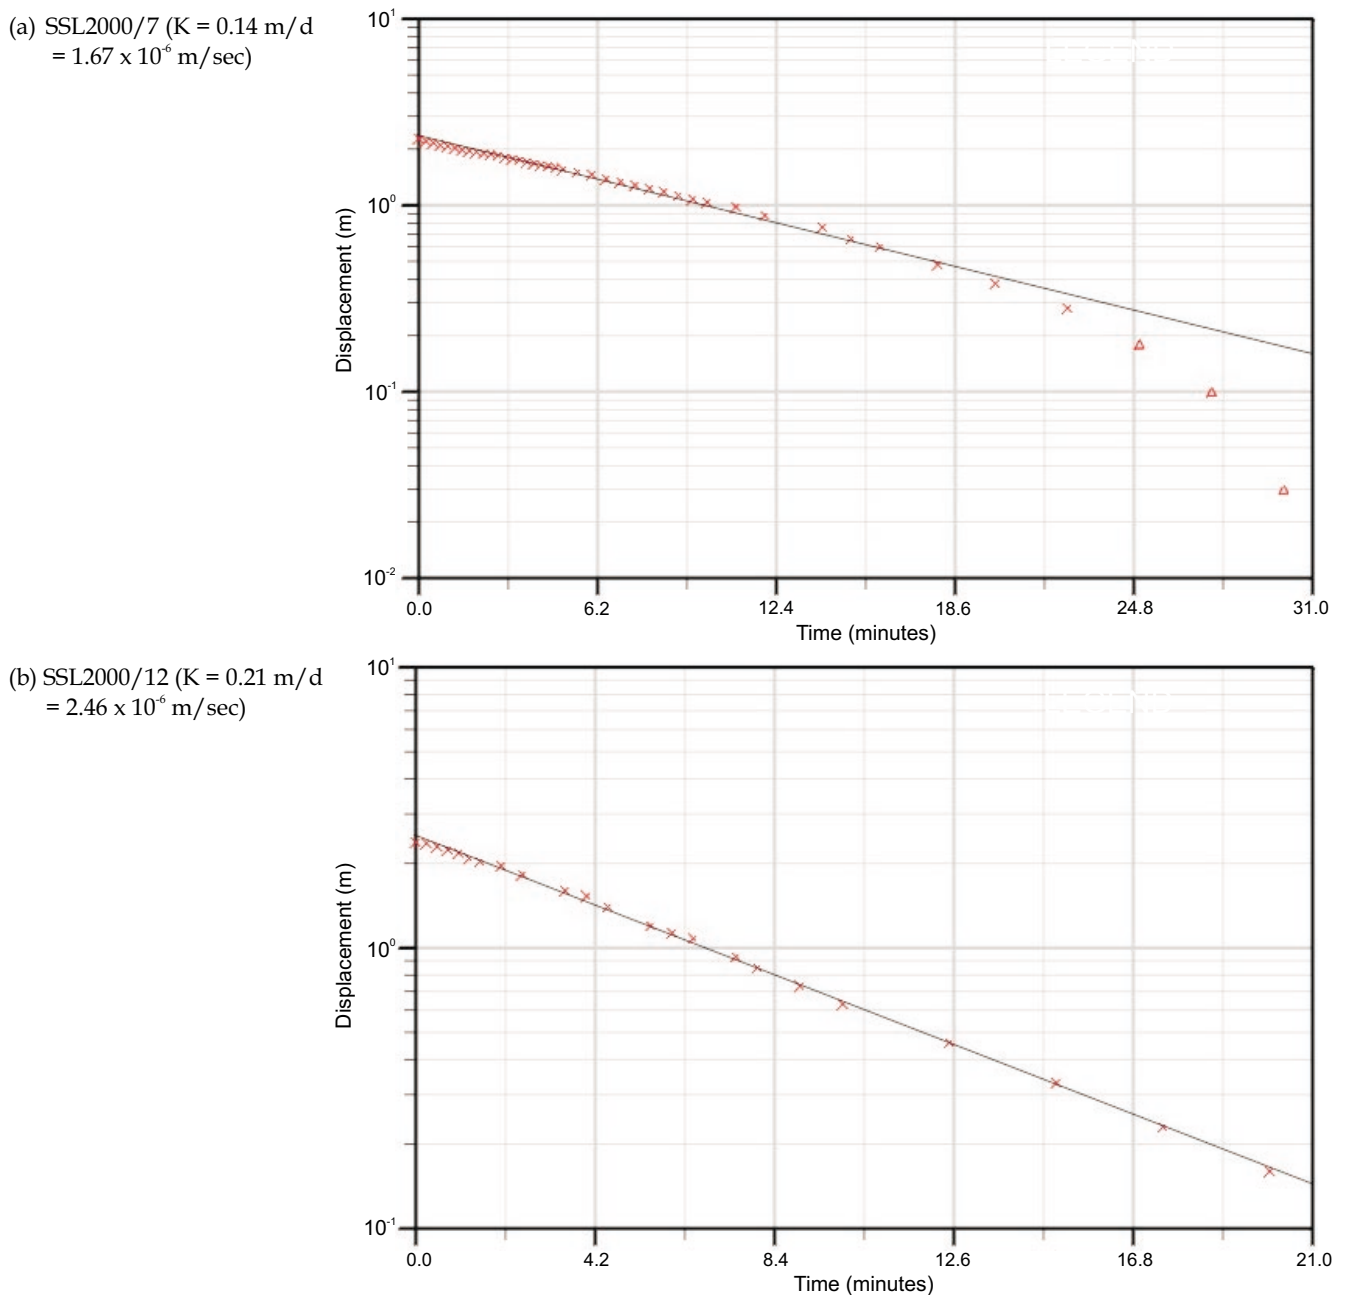 (a) SSL2000/7 (K = 0.14 m/d
= 1.67 x 10⁻⁶ m/sec)
10¹
10⁰
10⁻¹
10⁻²
Displacement (m)
0.0 6.2 12.4 18.6 24.8 31.0
Time (minutes)
(b) SSL2000/12 (K = 0.21 m/d
= 2.46 x 10⁻⁶ m/sec)
10¹
10⁰
10⁻¹
Displacement (m)
0.0 4.2 8.4 12.6 16.8 21.0
Time (minutes)